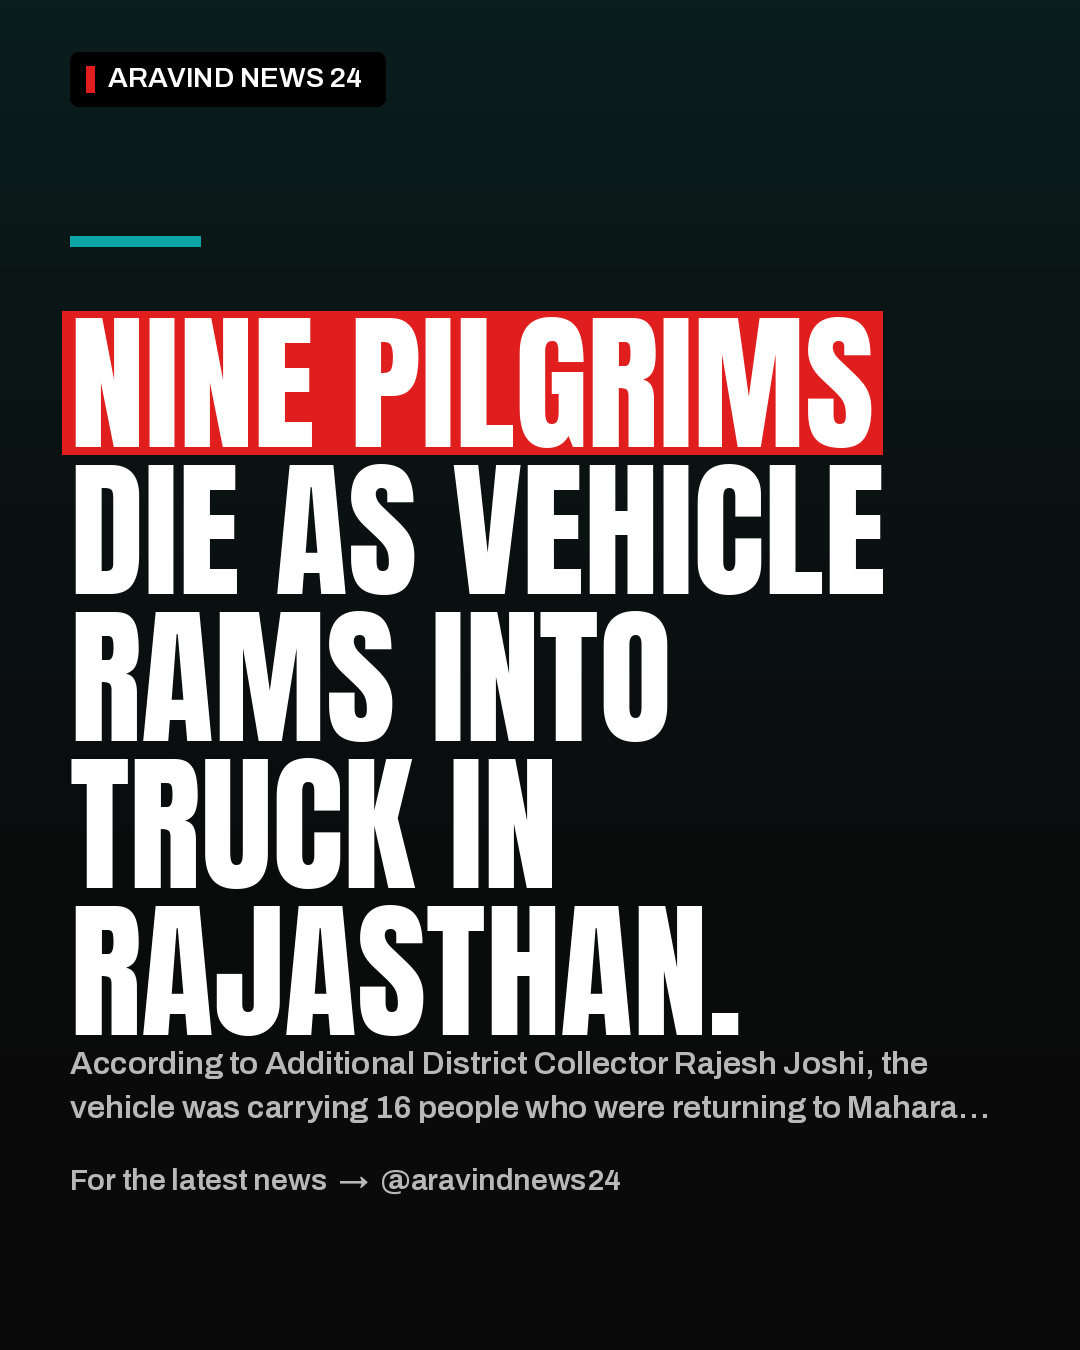 ARAVIND NEWS 24
NINE PILGRIMS
DIE AS VEHICLE
RAMS INTO
TRUCK IN
RAJASTHAN.
According to Additional District Collector Rajesh Joshi, the
vehicle was carrying 16 people who were returning to Mahara...
For the latest news → @aravindnews24